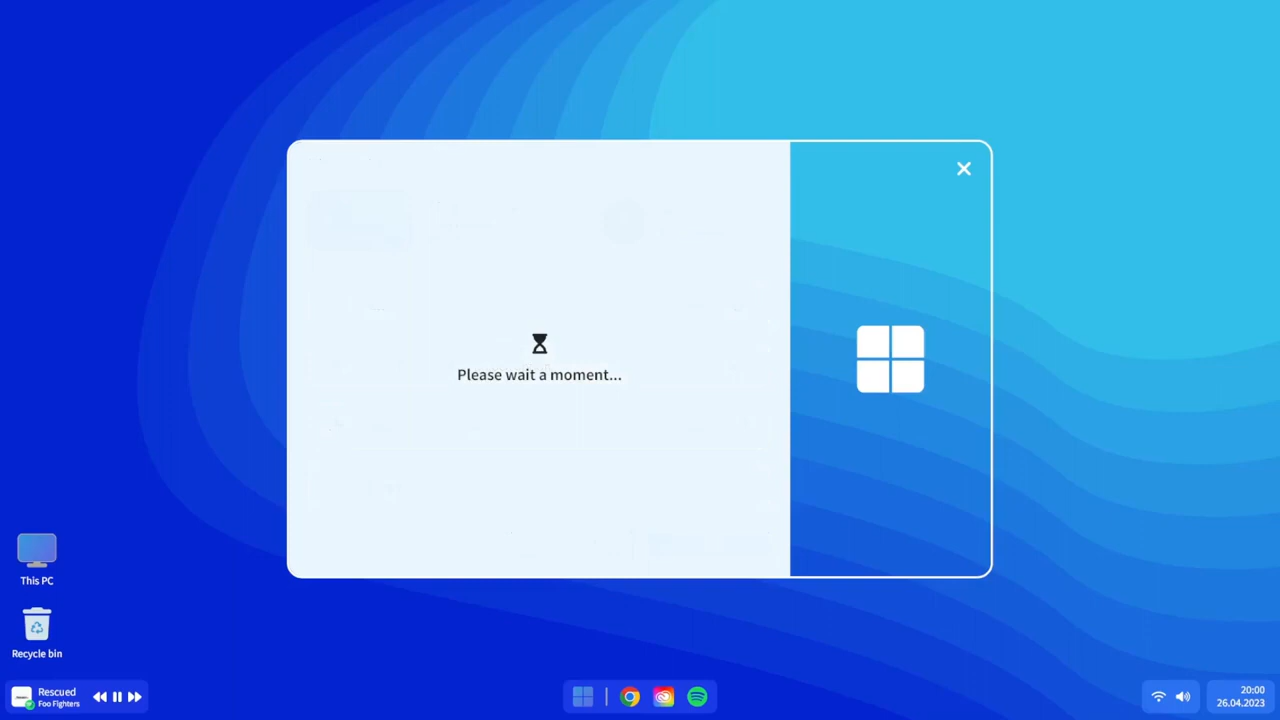 Please wait a moment...
This PC
Recycle bin
Rescued
Foo Fighters
20:00
26.04.2023